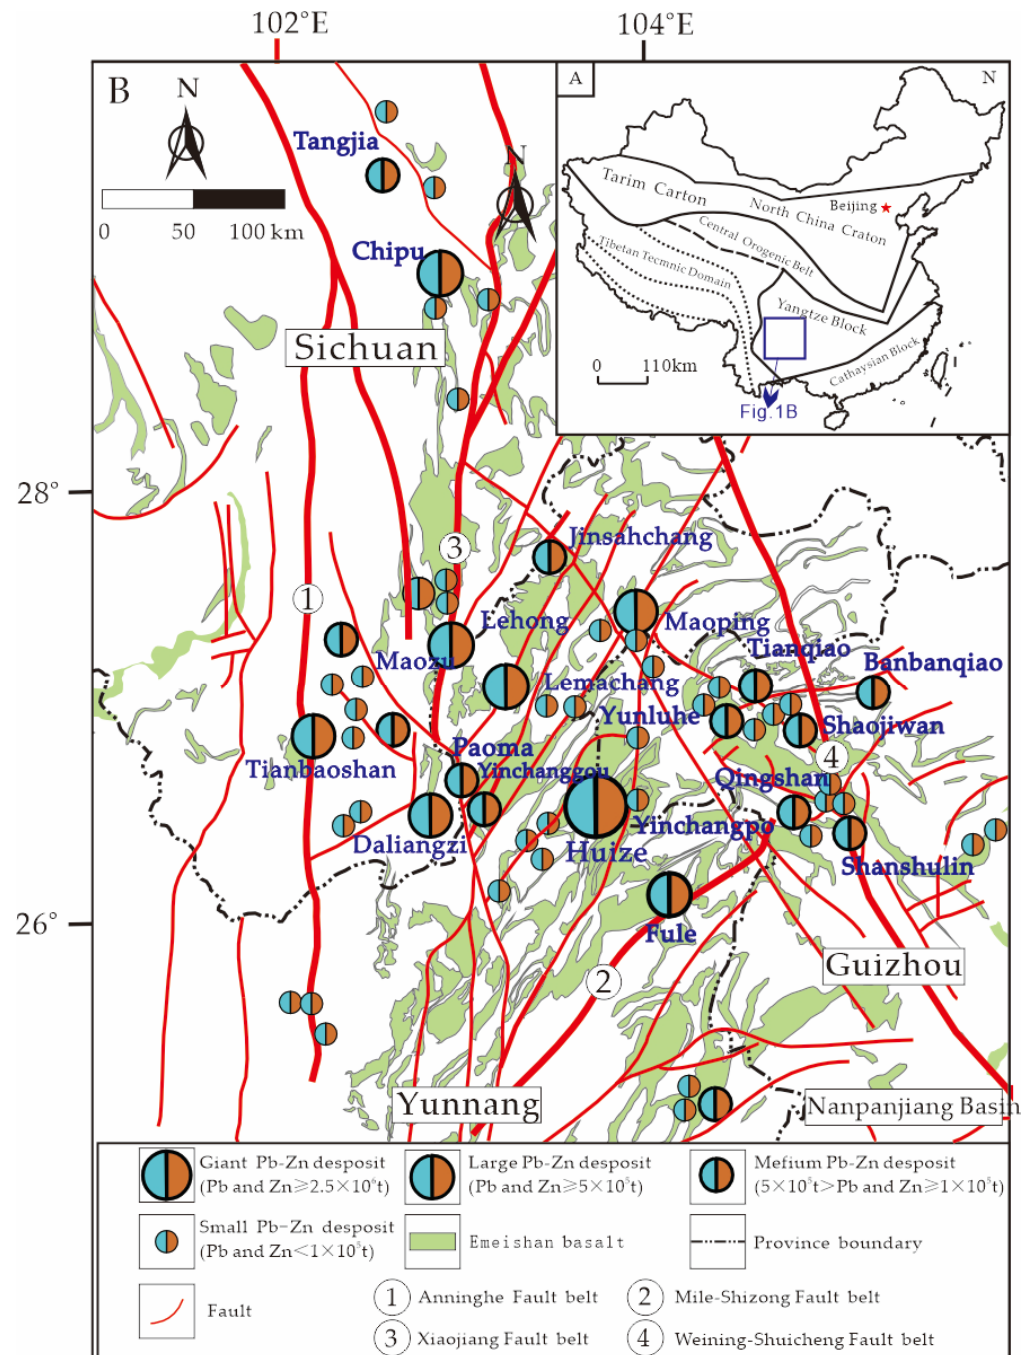 102°E
104°E
B
N
Tangjia
0 50 100 km
N
Chipu
Sichuan
A
N
Tarim Carton
North China Craton
Beijing
Central Orogenic Belt
Tibetan Tecmnic Domain
Yangtze Block
Cathaysian Block
0 110km
Fig.1B
28°
3
Jinsahchang
1
Lehong
Maoping
Maozu
Tianqiao
Banbanqiao
Lemachang
Yunluhe
Shaojiwan
Paoma
4
Tianbaoshan
Yinchanggou
Qingshan
Yinchangpo
Daliangzi
Huize
Shanshulin
26°
Fule
Guizhou
2
Yunnang
Nanpanjiang Basin
Giant Pb-Zn desposit
(Pb and Zn≥2.5×10⁶t)
Large Pb-Zn desposit
(Pb and Zn≥5×10⁵t)
Mefium Pb-Zn deposit
(5×10⁵t>Pb and Zn≥1×10⁵t)
Small Pb-Zn desposit
(Pb and Zn<1×10⁵t)
Emeishan basalt
Province boundary
Fault
1 Anninghe Fault belt
2 Mile-Shizong Fault belt
3 Xiaojiang Fault belt
4 Weining-Shuicheng Fault belt